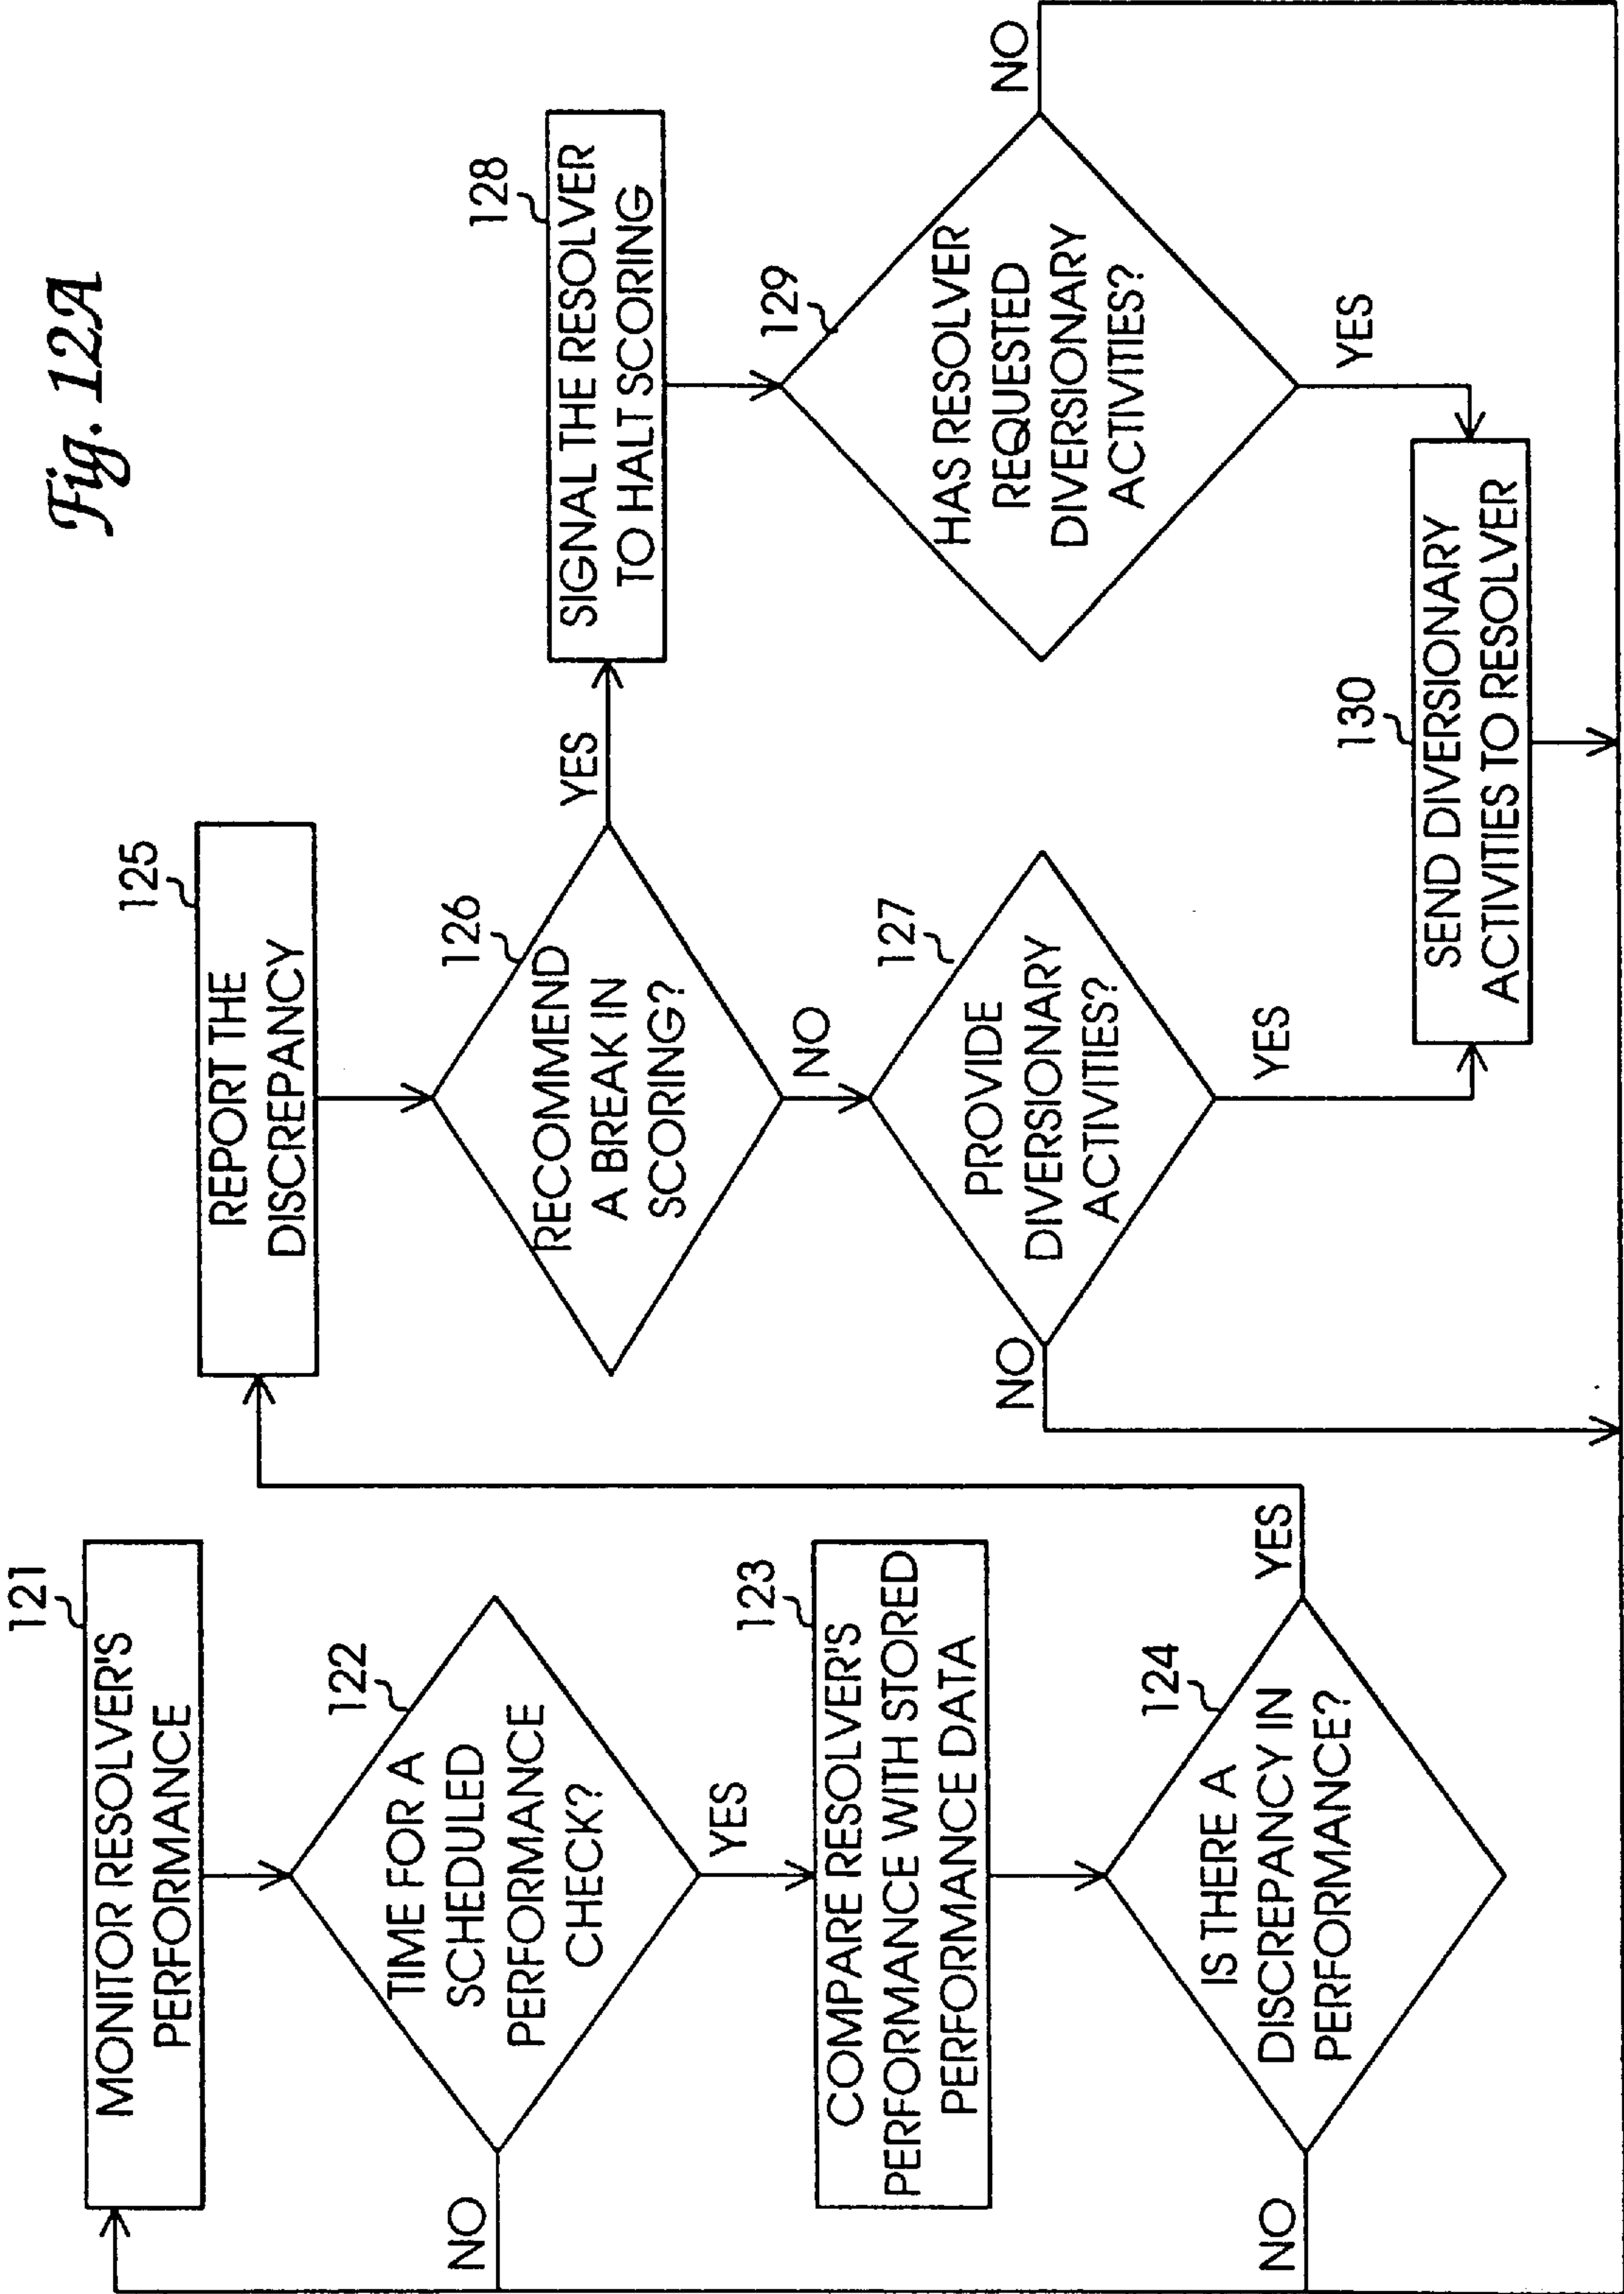 Fig. 12A
121
MONITOR RESOLVER'S
PERFORMANCE
122
TIME FOR A
SCHEDULED
PERFORMANCE
CHECK?
NO
YES
123
COMPARE RESOLVER'S
PERFORMANCE WITH STORED
PERFORMANCE DATA
124
IS THERE A
DISCREPANCY IN
PERFORMANCE?
NO
YES
125
REPORT THE
DISCREPANCY
126
RECOMMEND
A BREAK IN
SCORING?
YES
NO
127
PROVIDE
DIVERSIONARY
ACTIVITIES?
NO
YES
128
SIGNAL THE RESOLVER
TO HALT SCORING
129
HAS RESOLVER
REQUESTED
DIVERSIONARY
ACTIVITIES?
NO
YES
130
SEND DIVERSIONARY
ACTIVITIES TO RESOLVER